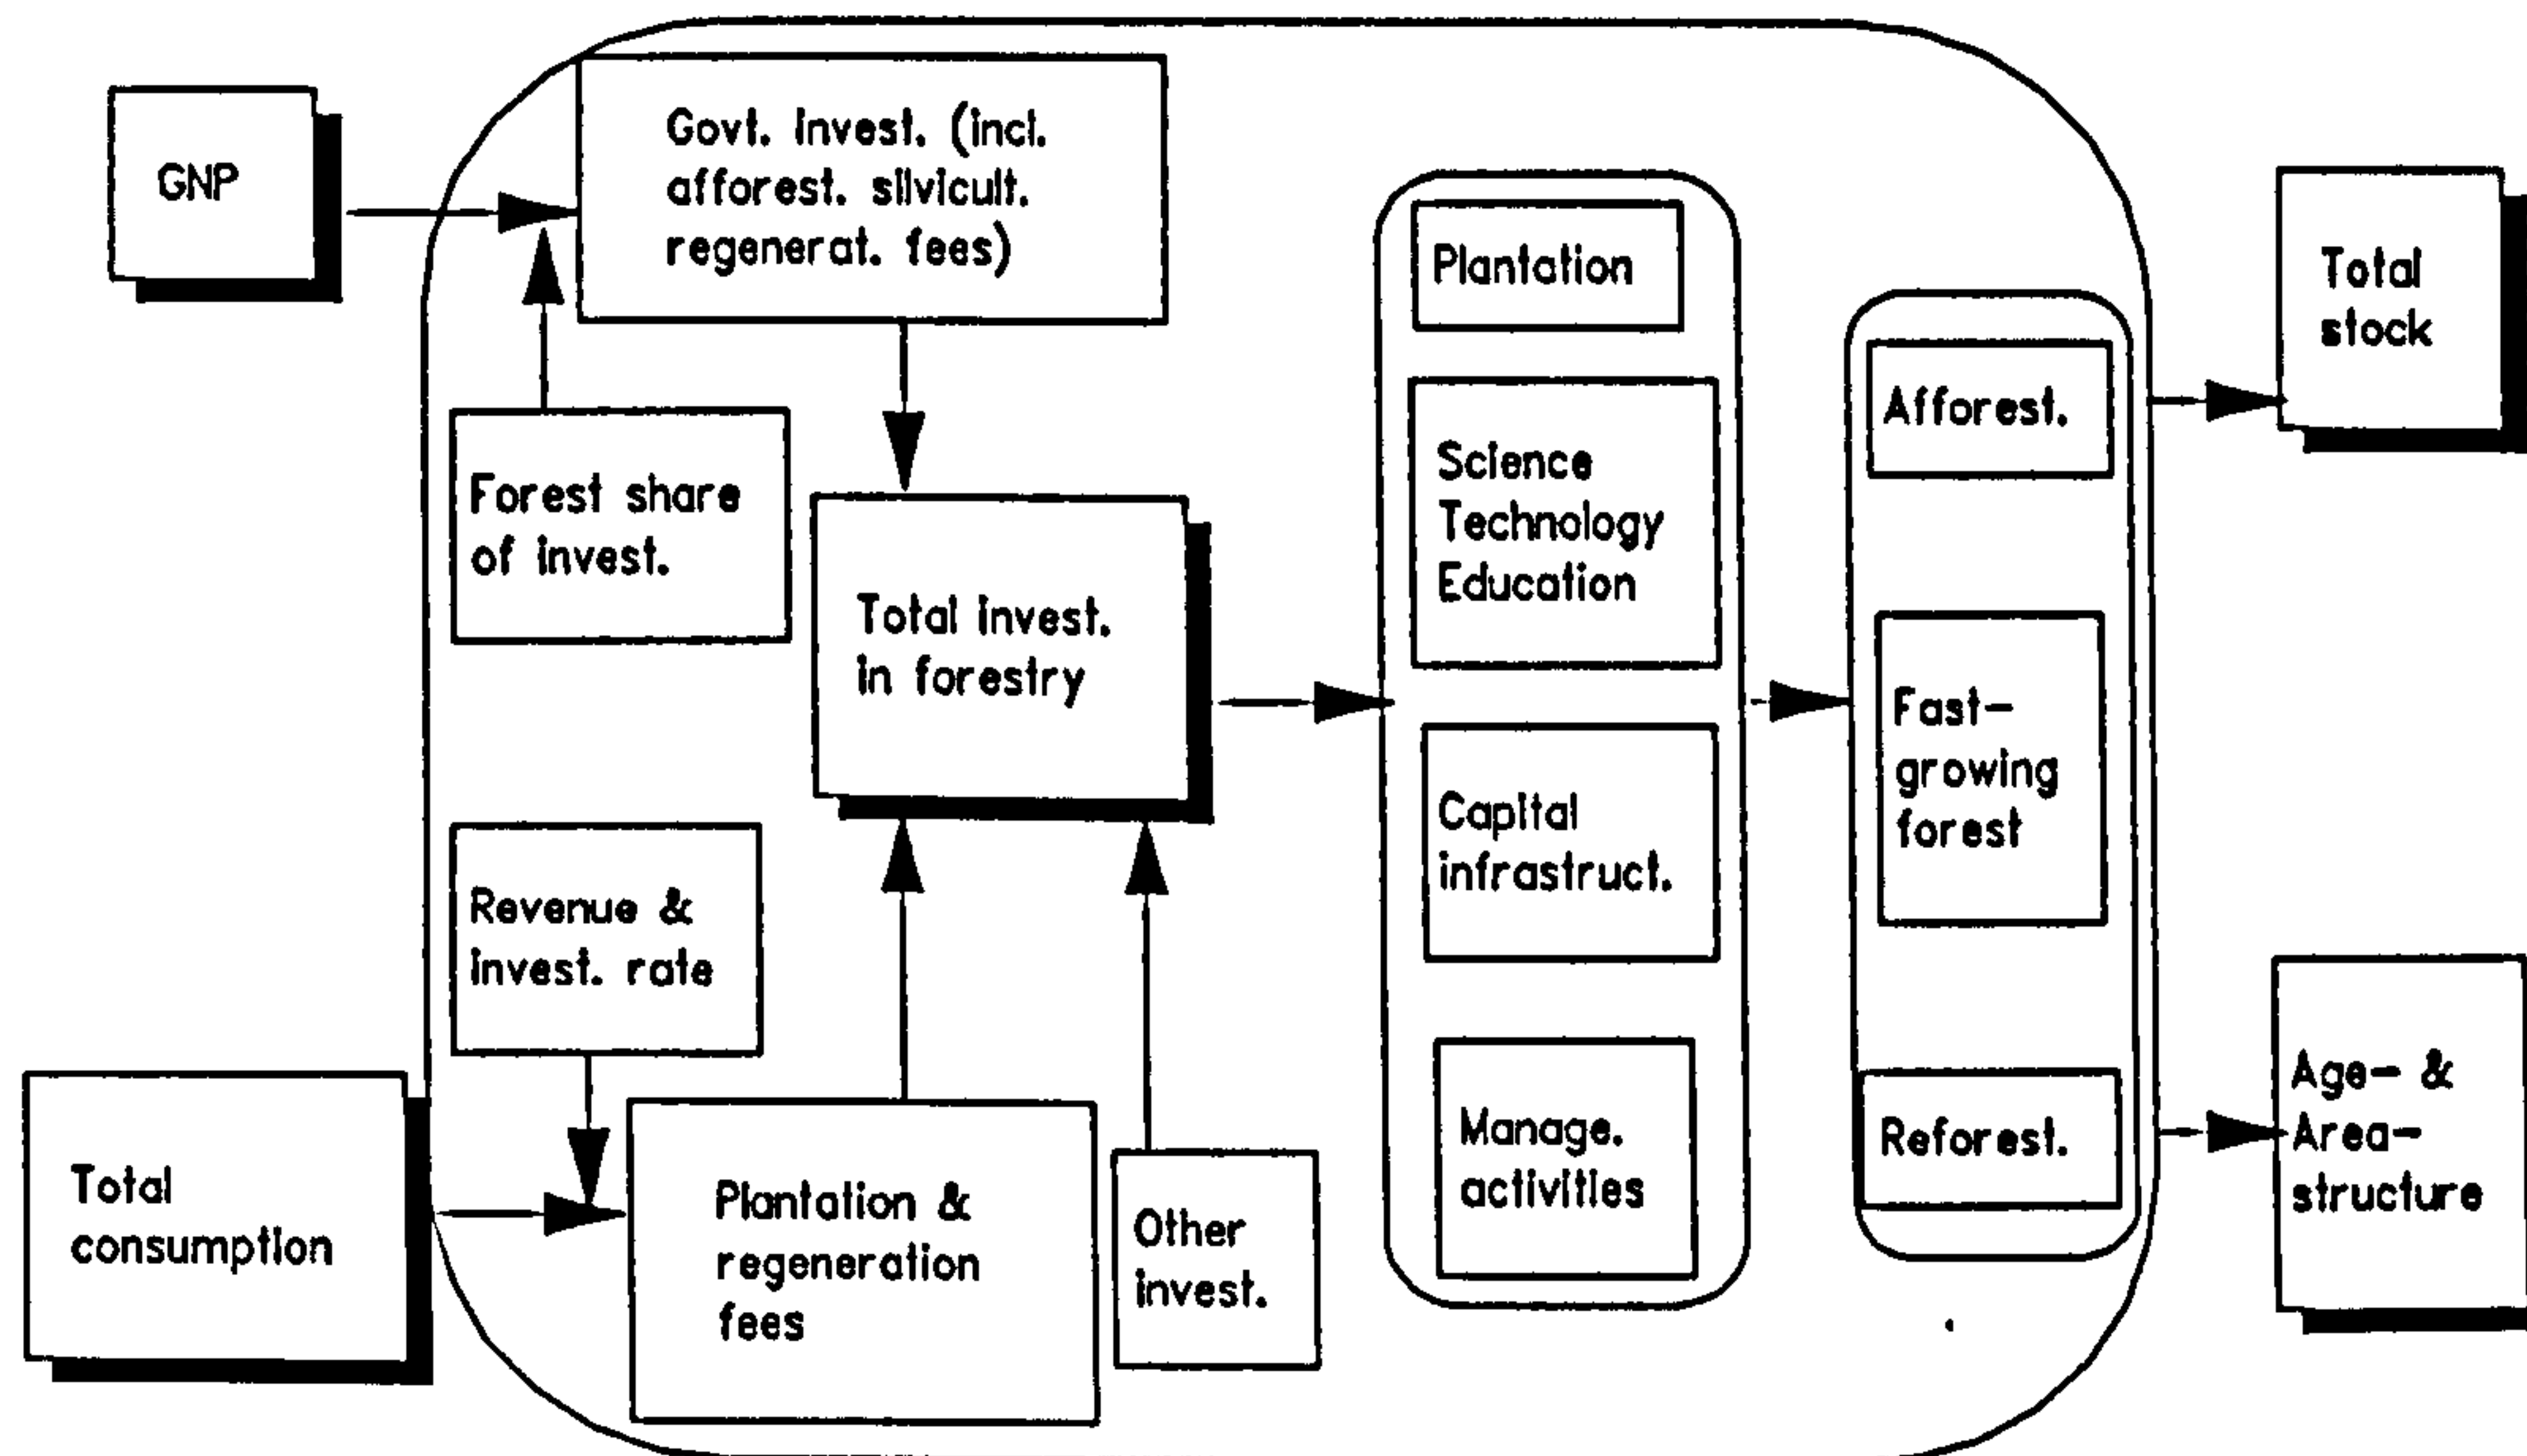 GNP
Govt. invest. (incl.
afforest. silvicult.
regenerat. fees)
Forest share
of invest.
Total invest.
in forestry
Revenue &
invest. rate
Total
consumption
Plantation &
regeneration
fees
Other
invest.
Plantation
Science
Technology
Education
Capital
infrastruct.
Manage.
activities
Afforest.
Fast-
growing
forest
Reforest.
Total
stock
Age- &
Area-
structure